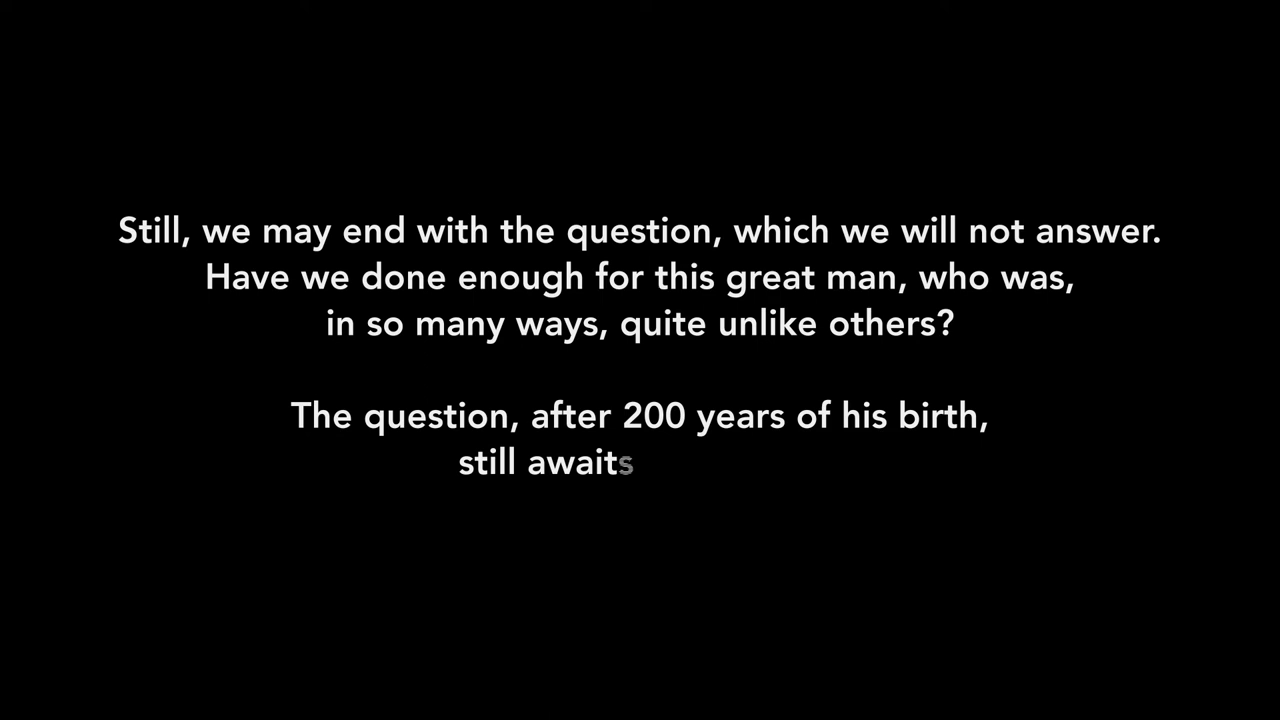 Still, we may end with the question, which we will not answer.
Have we done enough for this great man, who was,
in so many ways, quite unlike others?
The question, after 200 years of his birth,
still awaits